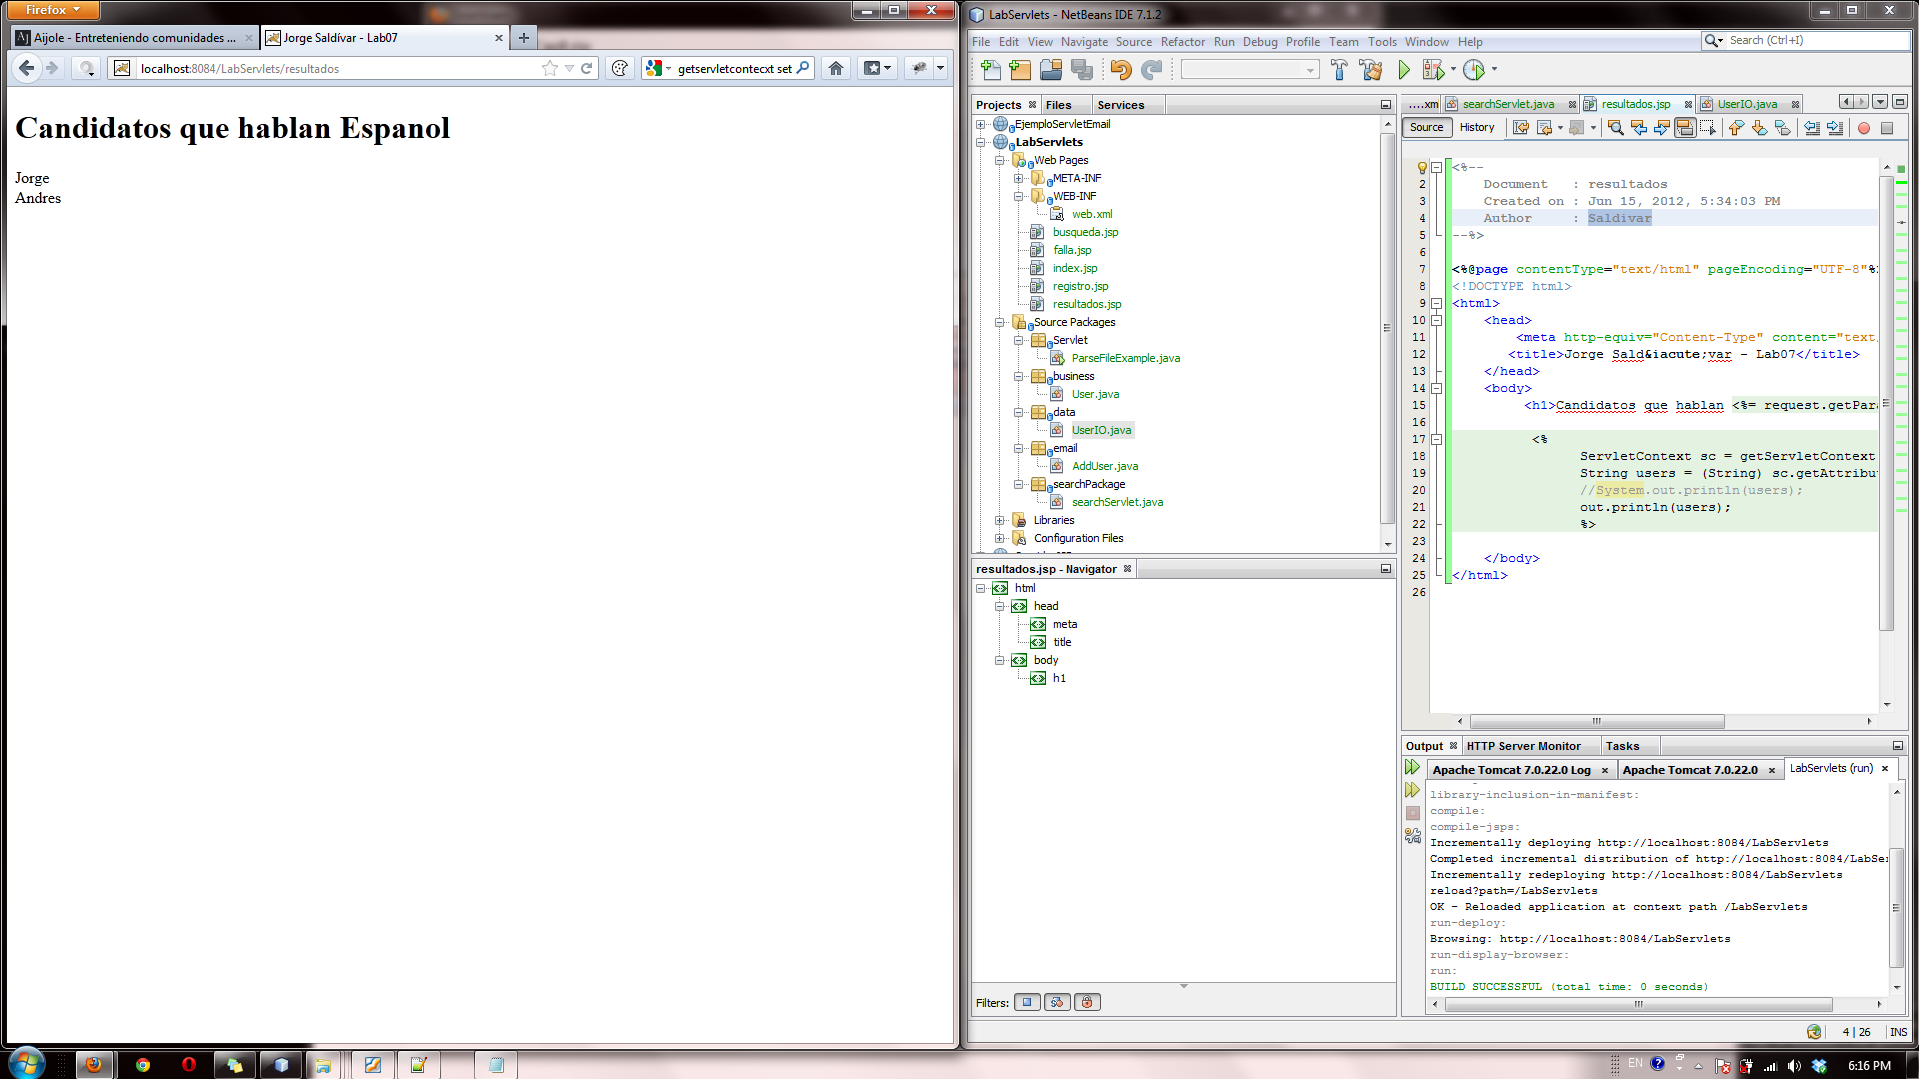 Firefox
Aijole - Entreteniendo comunidades ...
Jorge Saldívar - Lab07
localhost:8084/LabServlets/resultados
getservletcontecxt set
Candidatos que hablan Espanol
Jorge
Andres
LabServlets - NetBeans IDE 7.1.2
File Edit View Navigate Source Refactor Run Debug Profile Team Tools Window Help
Search (Ctrl+I)
Projects Files Services
EjemploServletEmail
LabServlets
Web Pages
META-INF
WEB-INF
web.xml
busqueda.jsp
falla.jsp
index.jsp
registro.jsp
resultados.jsp
Source Packages
Servlet
ParseFileExample.java
business
User.java
data
UserIO.java
email
AddUser.java
searchPackage
searchServlet.java
Libraries
Configuration Files
resultados.jsp - Navigator
html
head
meta
title
body
h1
Filters:
....xm searchServlet.java resultados.jsp UserIO.java
Source History
<%--
2 Document : resultados
3 Created on : Jun 15, 2012, 5:34:03 PM
4 Author : Saldivar
5 --%>
6
7 <%@page contentType="text/html" pageEncoding="UTF-8"%
8 <!DOCTYPE html>
9 <html>
10 <head>
11 <meta http-equiv="Content-Type" content="text,
12 <title>Jorge Sald&iacute;var - Lab07</title>
13 </head>
14 <body>
15 <h1>Candidatos que hablan <%= request.getPara
16
17 <%
18 ServletContext sc = getServletContext
19 String users = (String) sc.getAttribu
20 //System.out.println(users);
21 out.println(users);
22 %>
23
24 </body>
25 </html>
26
Output HTTP Server Monitor Tasks
Apache Tomcat 7.0.22.0 Log Apache Tomcat 7.0.22.0 LabServlets (run)
library-inclusion-in-manifest:
compile:
compile-jsps:
Incrementally deploying http://localhost:8084/LabServlets
Completed incremental distribution of http://localhost:8084/LabSe
Incrementally redeploying http://localhost:8084/LabServlets
reload?path=/LabServlets
OK - Reloaded application at context path /LabServlets
run-deploy:
Browsing: http://localhost:8084/LabServlets
run-display-browser:
run:
BUILD SUCCESSFUL (total time: 0 seconds)
4 | 26 INS
EN
6:16 PM